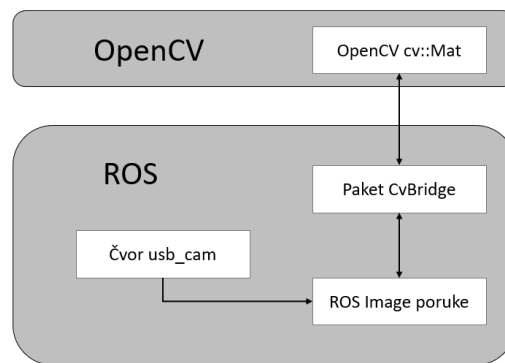 OpenCV
OpenCV cv::Mat
ROS
Paket CvBridge
Čvor usb_cam
ROS Image poruke